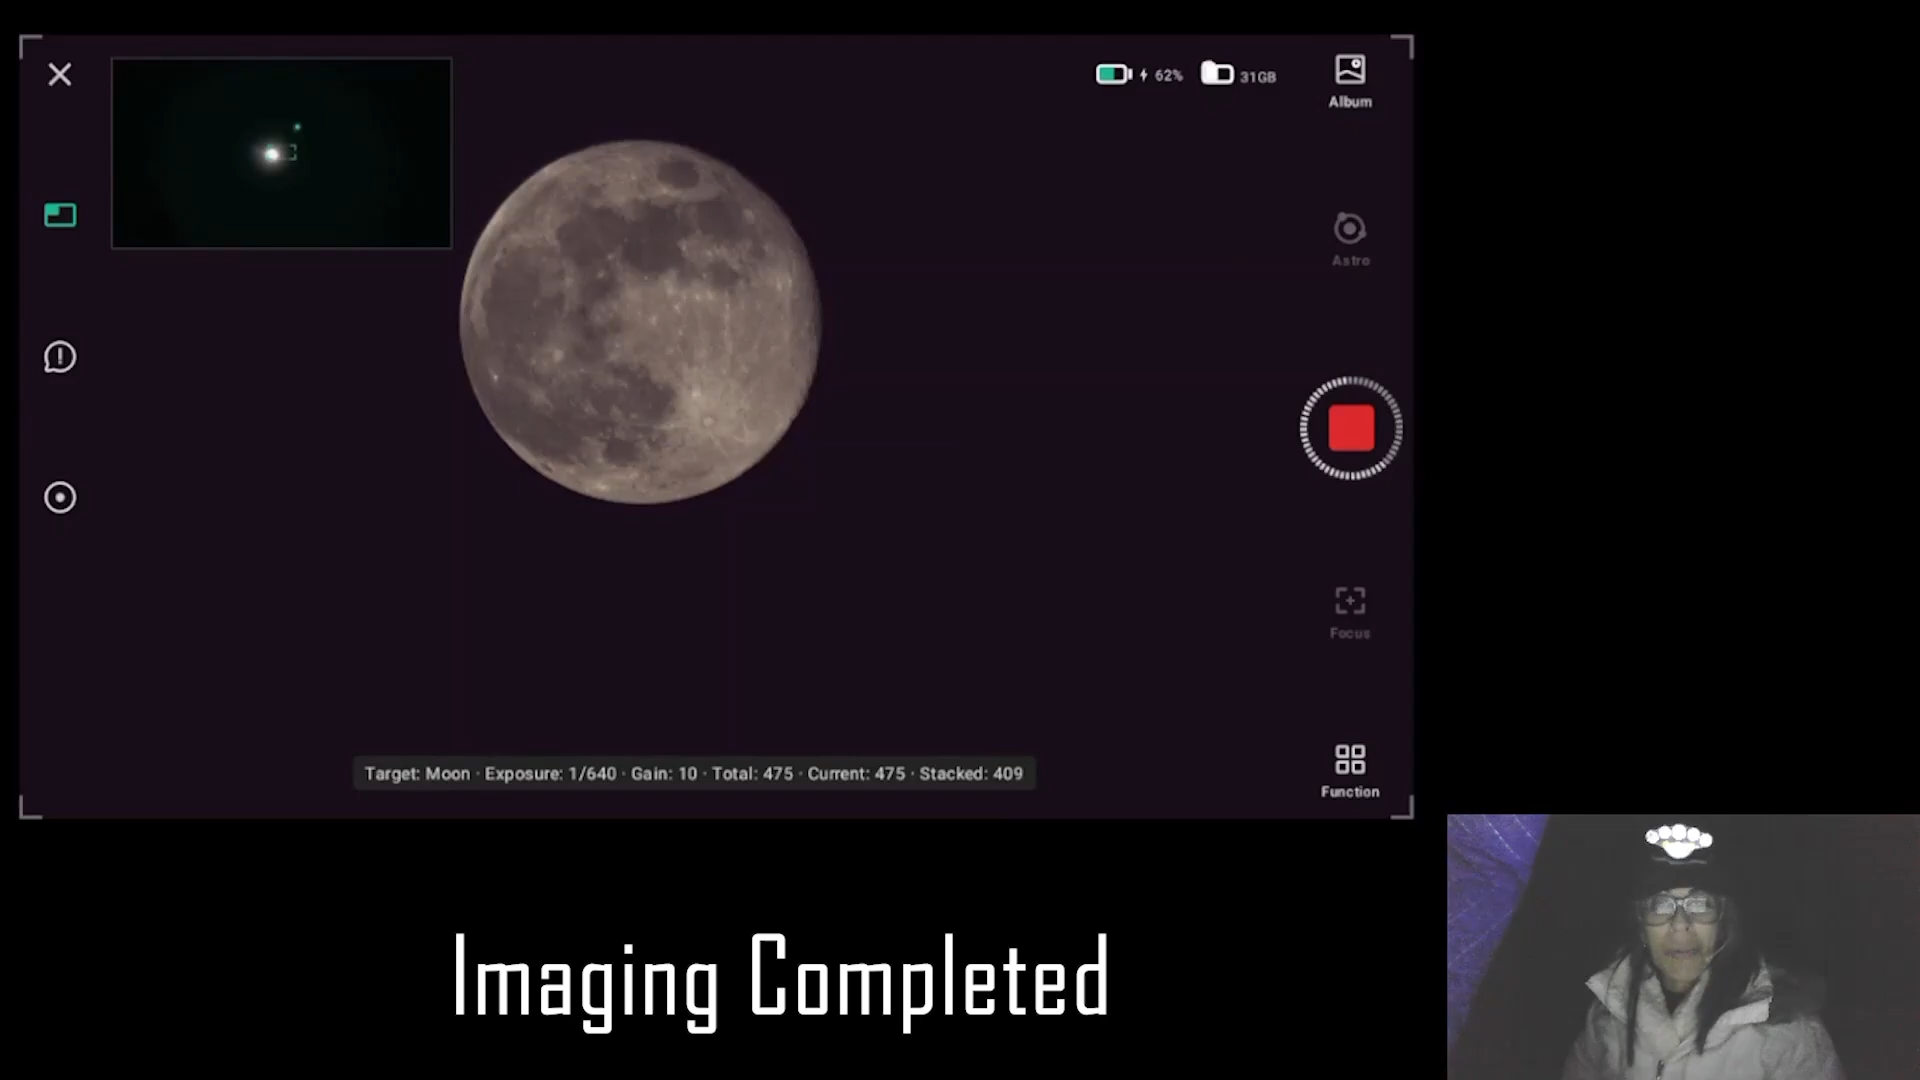 62%
31GB
Album
Astro
Focus
Target: Moon · Exposure: 1/640 · Gain: 10 · Total: 475 · Current: 475 · Stacked: 409
Function
Imaging Completed